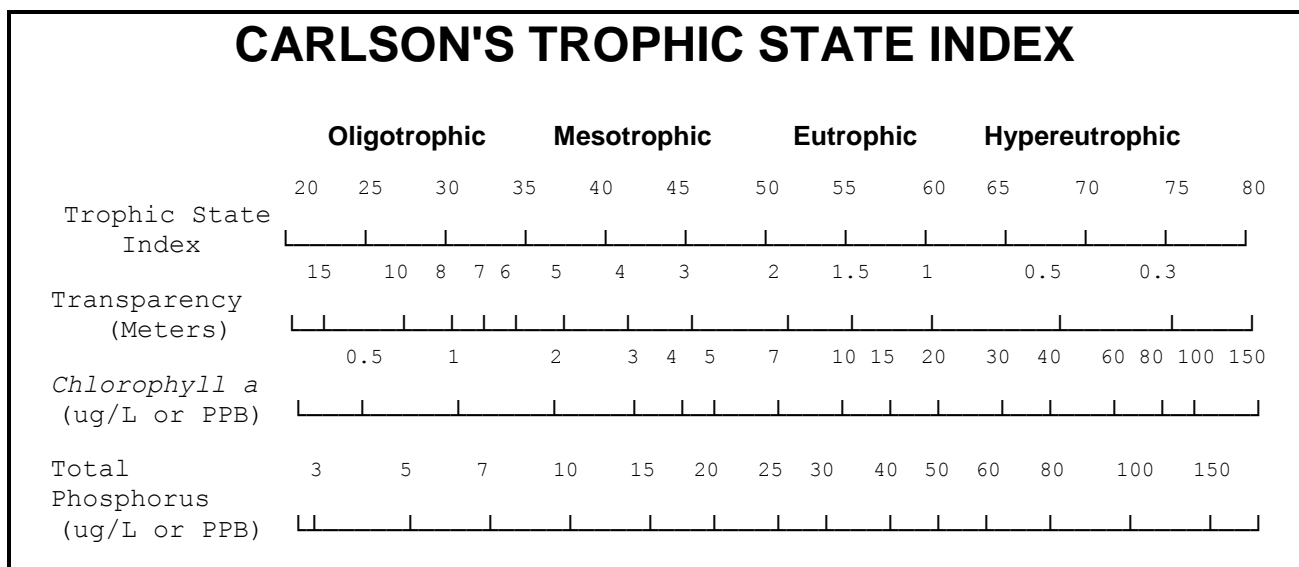 CARLSON'S TROPHIC STATE INDEX
Oligotrophic Mesotrophic Eutrophic Hypereutrophic
20 25 30 35 40 45 50 55 60 65 70 75 80
Trophic State
Index
15 10 8 7 6 5 4 3 2 1.5 1 0.5 0.3
Transparency
(Meters)
0.5 1 2 3 4 5 7 10 15 20 30 40 60 80 100 150
Chlorophyll a
(ug/L or PPB)
Total 3 5 7 10 15 20 25 30 40 50 60 80 100 150
Phosphorus
(ug/L or PPB)